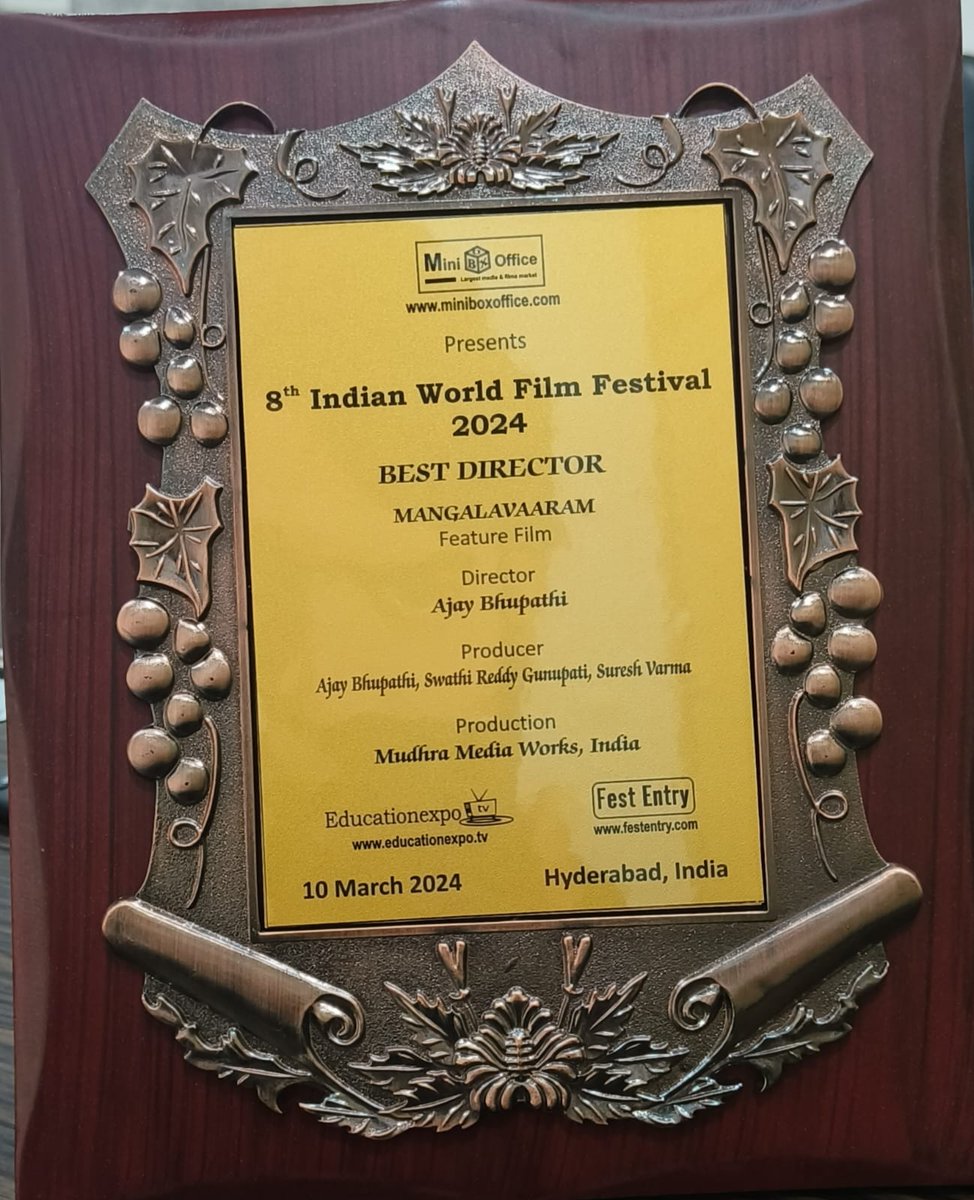 Mini BOX Office
Largest media & films market
www.miniboxoffice.com
Presents
8th Indian World Film Festival
2024
BEST DIRECTOR
MANGALAVAARAM
Feature Film
Director
Ajay Bhupathi
Producer
Ajay Bhupathi, Swathi Reddy Gunupati, Suresh Varma
Production
Mudhra Media Works, India
Educationexpo tv
www.educationexpo.tv
Fest Entry
www.festentry.com
10 March 2024
Hyderabad, India